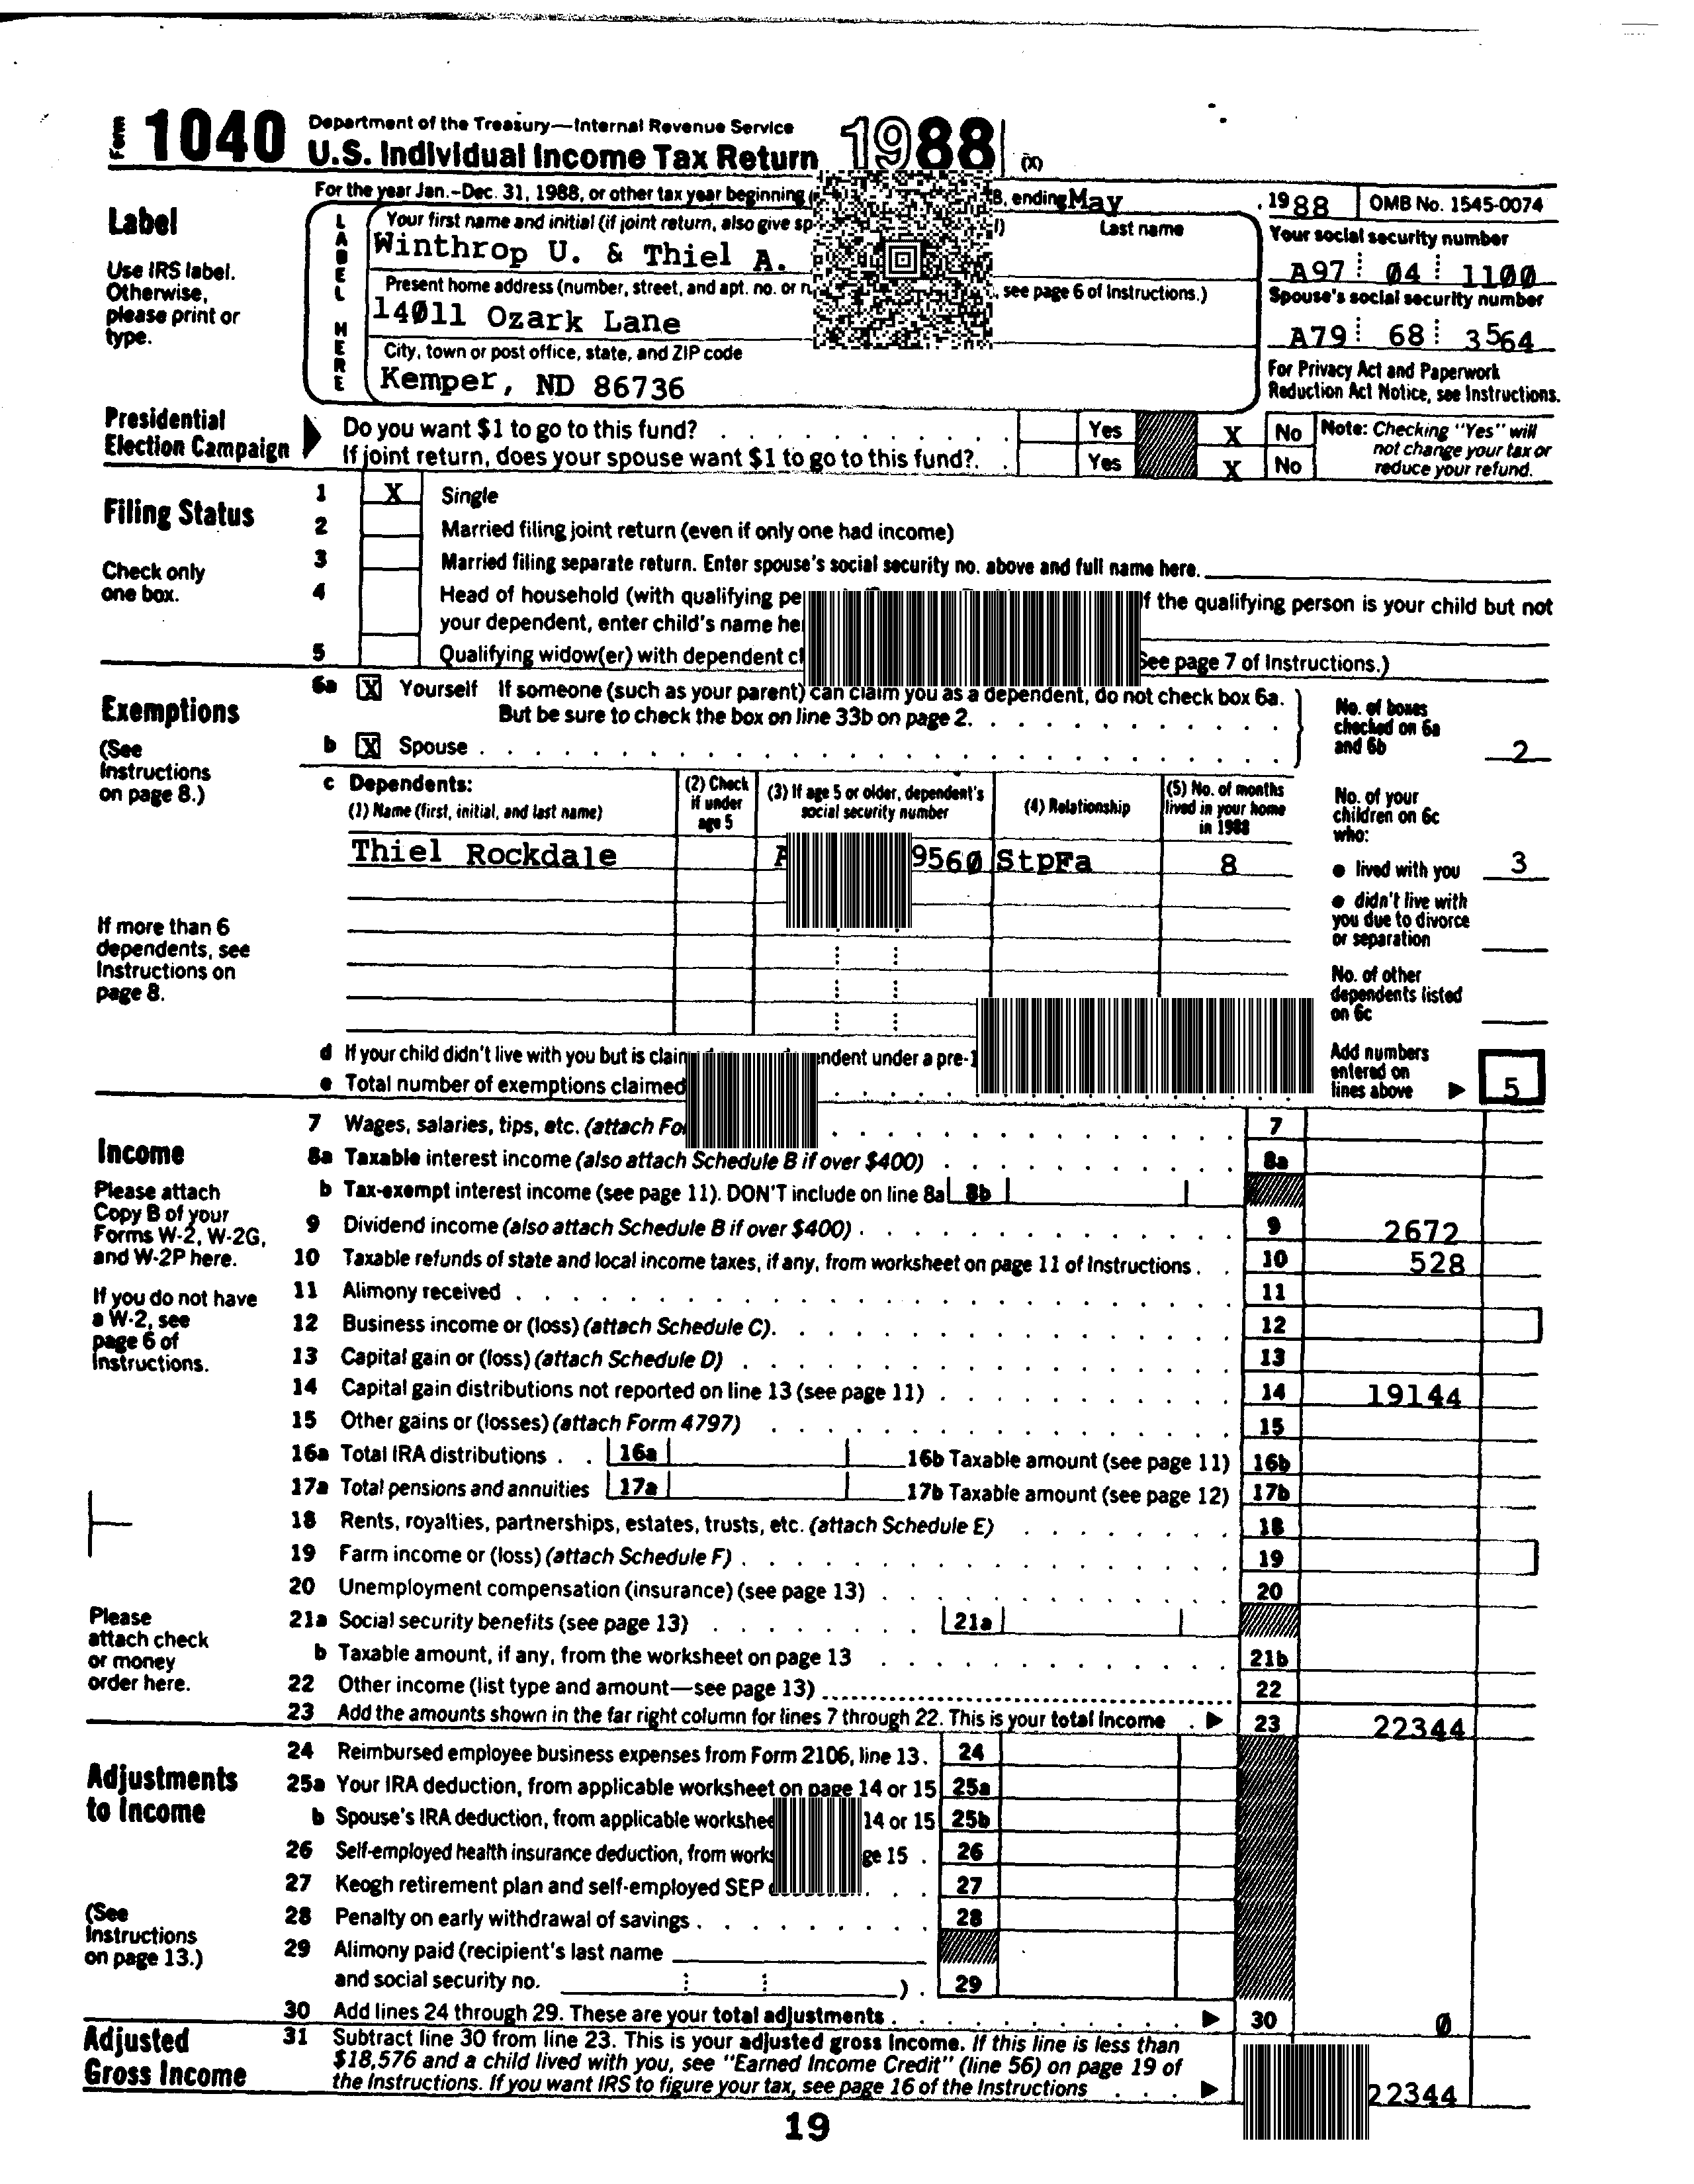 Form 1040 Department of the Treasury—Internal Revenue Service
U.S. Individual Income Tax Return 1988 (X)
For the year Jan.-Dec. 31, 1988, or other tax year beginning 8, ending May , 1988 OMB No. 1545-0074
Label
Use IRS label.
Otherwise,
please print or
type.
LABEL HERE
Your first name and initial (if joint return, also give Last name
Winthrop U. & Thiel A.
Present home address (number, street, and apt. no. or , see page 6 of Instructions.)
14011 Ozark Lane
City, town or post office, state, and ZIP code
Kemper, ND 86736
Your social security number
A97 04 1100
Spouse's social security number
A79 68 3564
For Privacy Act and Paperwork
Reduction Act Notice, see Instructions.
Presidential
Election Campaign
Do you want $1 to go to this fund? Yes X No
If joint return, does your spouse want $1 to go to this fund? Yes X No
Note: Checking "Yes" will
not change your tax or
reduce your refund.
Filing Status
Check only
one box.
1 X Single
2 Married filing joint return (even if only one had income)
3 Married filing separate return. Enter spouse's social security no. above and full name here.
4 Head of household (with qualifying the qualifying person is your child but not
your dependent, enter child's name
5 Qualifying widow(er) with dependent See page 7 of Instructions.)
Exemptions
(See
Instructions
on page 8.)
If more than 6
dependents, see
Instructions on
page 8.
6a X Yourself If someone (such as your parent) can claim you as a dependent, do not check box 6a.
But be sure to check the box on line 33b on page 2.
b X Spouse
No. of boxes
checked on 6a
and 6b 2
c Dependents:
(1) Name (first, initial, and last name)
(2) Check
if under
age 5
(3) If age 5 or older, dependent's
social security number
(4) Relationship
(5) No. of months
lived in your home
in 1988
Thiel Rockdale A 9560 StpFa 8
No. of your
children on 6c
who:
● lived with you 3
● didn't live with
you due to divorce
or separation
No. of other
dependents listed
on 6c
d If your child didn't live with you but is under a pre-1
e Total number of exemptions claimed
Add numbers
entered on
lines above 5
Income
Please attach
Copy B of your
Forms W-2, W-2G,
and W-2P here.
If you do not have
a W-2, see
page 6 of
Instructions.
Please
attach check
or money
order here.
7 Wages, salaries, tips, etc. (attach 7
8a Taxable interest income (also attach Schedule B if over $400) 8a
b Tax-exempt interest income (see page 11). DON'T include on line 8a 8b
9 Dividend income (also attach Schedule B if over $400) 9 2672
10 Taxable refunds of state and local income taxes, if any, from worksheet on page 11 of Instructions 10 528
11 Alimony received 11
12 Business income or (loss) (attach Schedule C) 12
13 Capital gain or (loss) (attach Schedule D) 13
14 Capital gain distributions not reported on line 13 (see page 11) 14 19144
15 Other gains or (losses) (attach Form 4797) 15
16a Total IRA distributions 16a 16b Taxable amount (see page 11) 16b
17a Total pensions and annuities 17a 17b Taxable amount (see page 12) 17b
18 Rents, royalties, partnerships, estates, trusts, etc. (attach Schedule E) 18
19 Farm income or (loss) (attach Schedule F) 19
20 Unemployment compensation (insurance) (see page 13) 20
21a Social security benefits (see page 13) 21a
b Taxable amount, if any, from the worksheet on page 13 21b
22 Other income (list type and amount—see page 13) 22
23 Add the amounts shown in the far right column for lines 7 through 22. This is your total income 23 22344
Adjustments
to Income
(See
Instructions
on page 13.)
24 Reimbursed employee business expenses from Form 2106, line 13. 24
25a Your IRA deduction, from applicable worksheet on page 14 or 15 25a
b Spouse's IRA deduction, from applicable 14 or 15 25b
26 Self-employed health insurance deduction, from 15 26
27 Keogh retirement plan and self-employed SEP 27
28 Penalty on early withdrawal of savings 28
29 Alimony paid (recipient's last name
and social security no. ) 29
30 Add lines 24 through 29. These are your total adjustments 30 0
Adjusted
Gross Income
31 Subtract line 30 from line 23. This is your adjusted gross income. If this line is less than
$18,576 and a child lived with you, see "Earned Income Credit" (line 56) on page 19 of
the Instructions. If you want IRS to figure your tax, see page 16 of the Instructions 22344
19